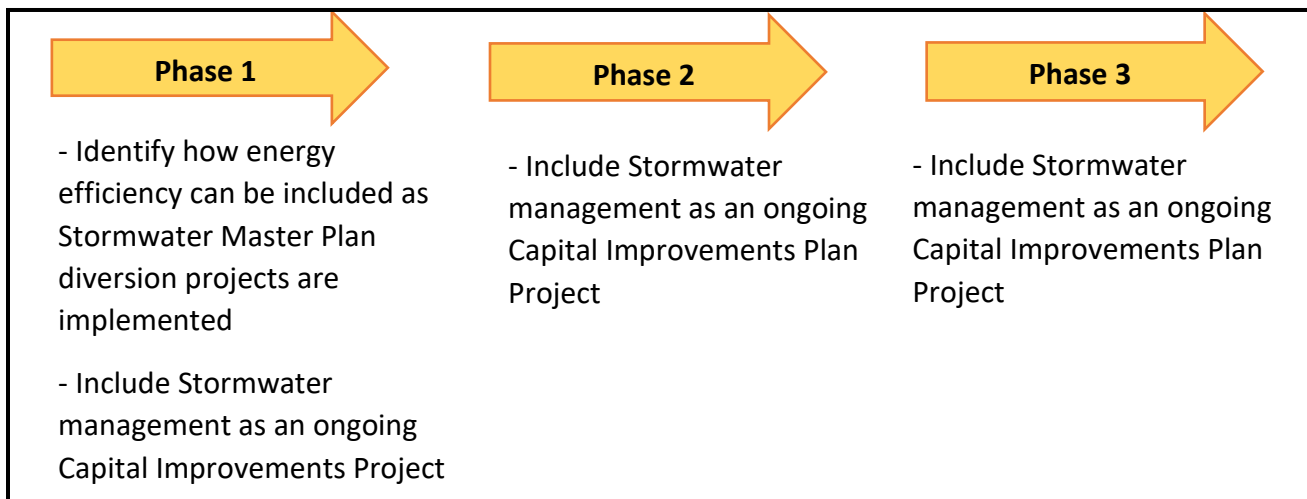 Phase 1
- Identify how energy
efficiency can be included as
Stormwater Master Plan
diversion projects are
implemented
- Include Stormwater
management as an ongoing
Capital Improvements Project
Phase 2
- Include Stormwater
management as an ongoing
Capital Improvements Plan
Project
Phase 3
- Include Stormwater
management as an ongoing
Capital Improvements Plan
Project